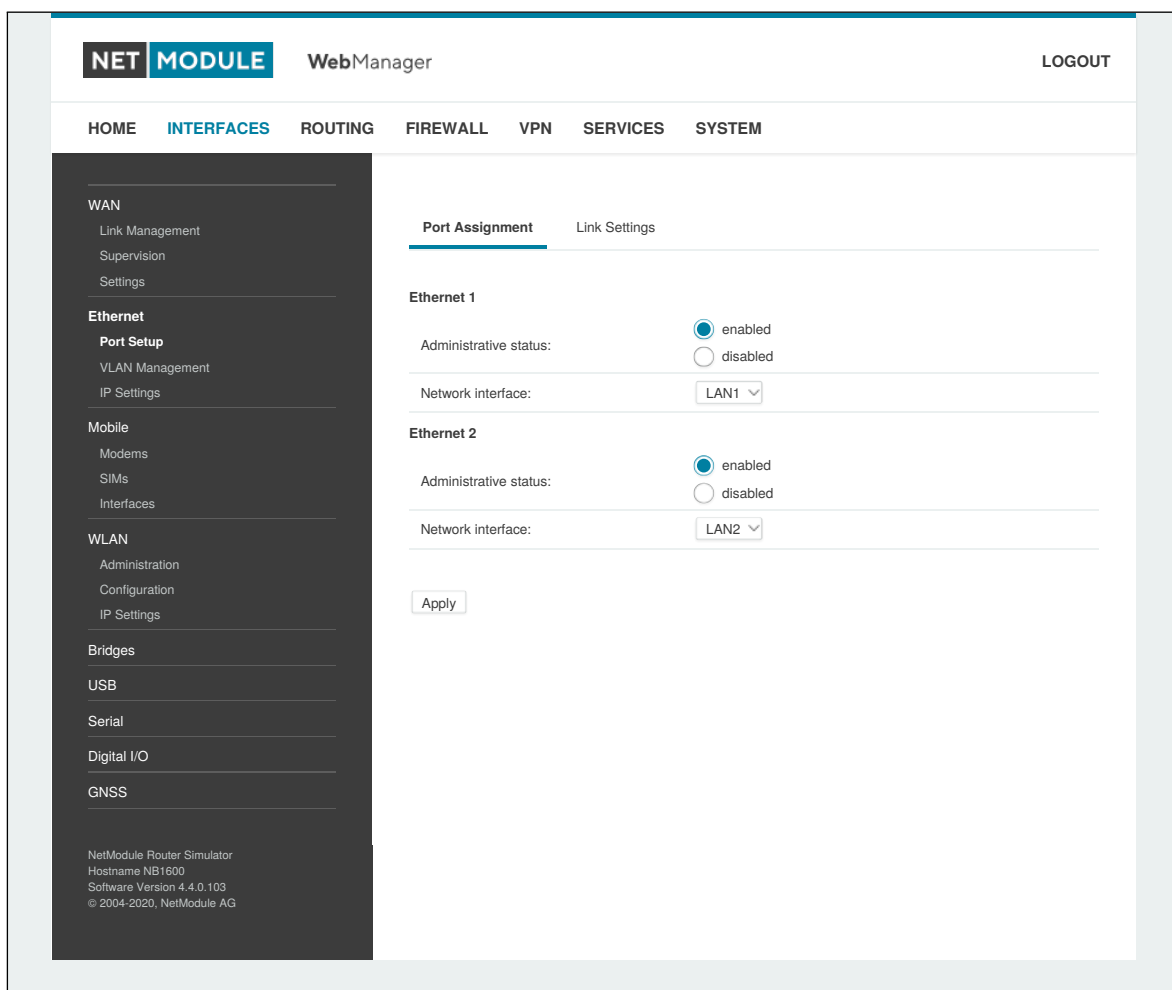 NET MODULE WebManager LOGOUT
HOME INTERFACES ROUTING FIREWALL VPN SERVICES SYSTEM
WAN
Link Management
Supervision
Settings
Ethernet
Port Setup
VLAN Management
IP Settings
Mobile
Modems
SIMs
Interfaces
WLAN
Administration
Configuration
IP Settings
Bridges
USB
Serial
Digital I/O
GNSS
NetModule Router Simulator
Hostname NB1600
Software Version 4.4.0.103
© 2004-2020, NetModule AG
Port Assignment Link Settings
Ethernet 1
Administrative status:
enabled
disabled
Network interface: LAN1
Ethernet 2
Administrative status:
enabled
disabled
Network interface: LAN2
Apply